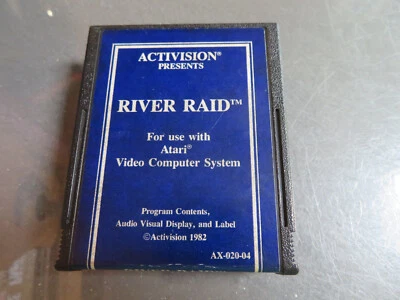 ACTIVISION®
PRESENTS
RIVER RAID™
For use with
Atari®
Video Computer System
Program Contents,
Audio Visual Display, and Label
©Activision 1982
AX-020-04